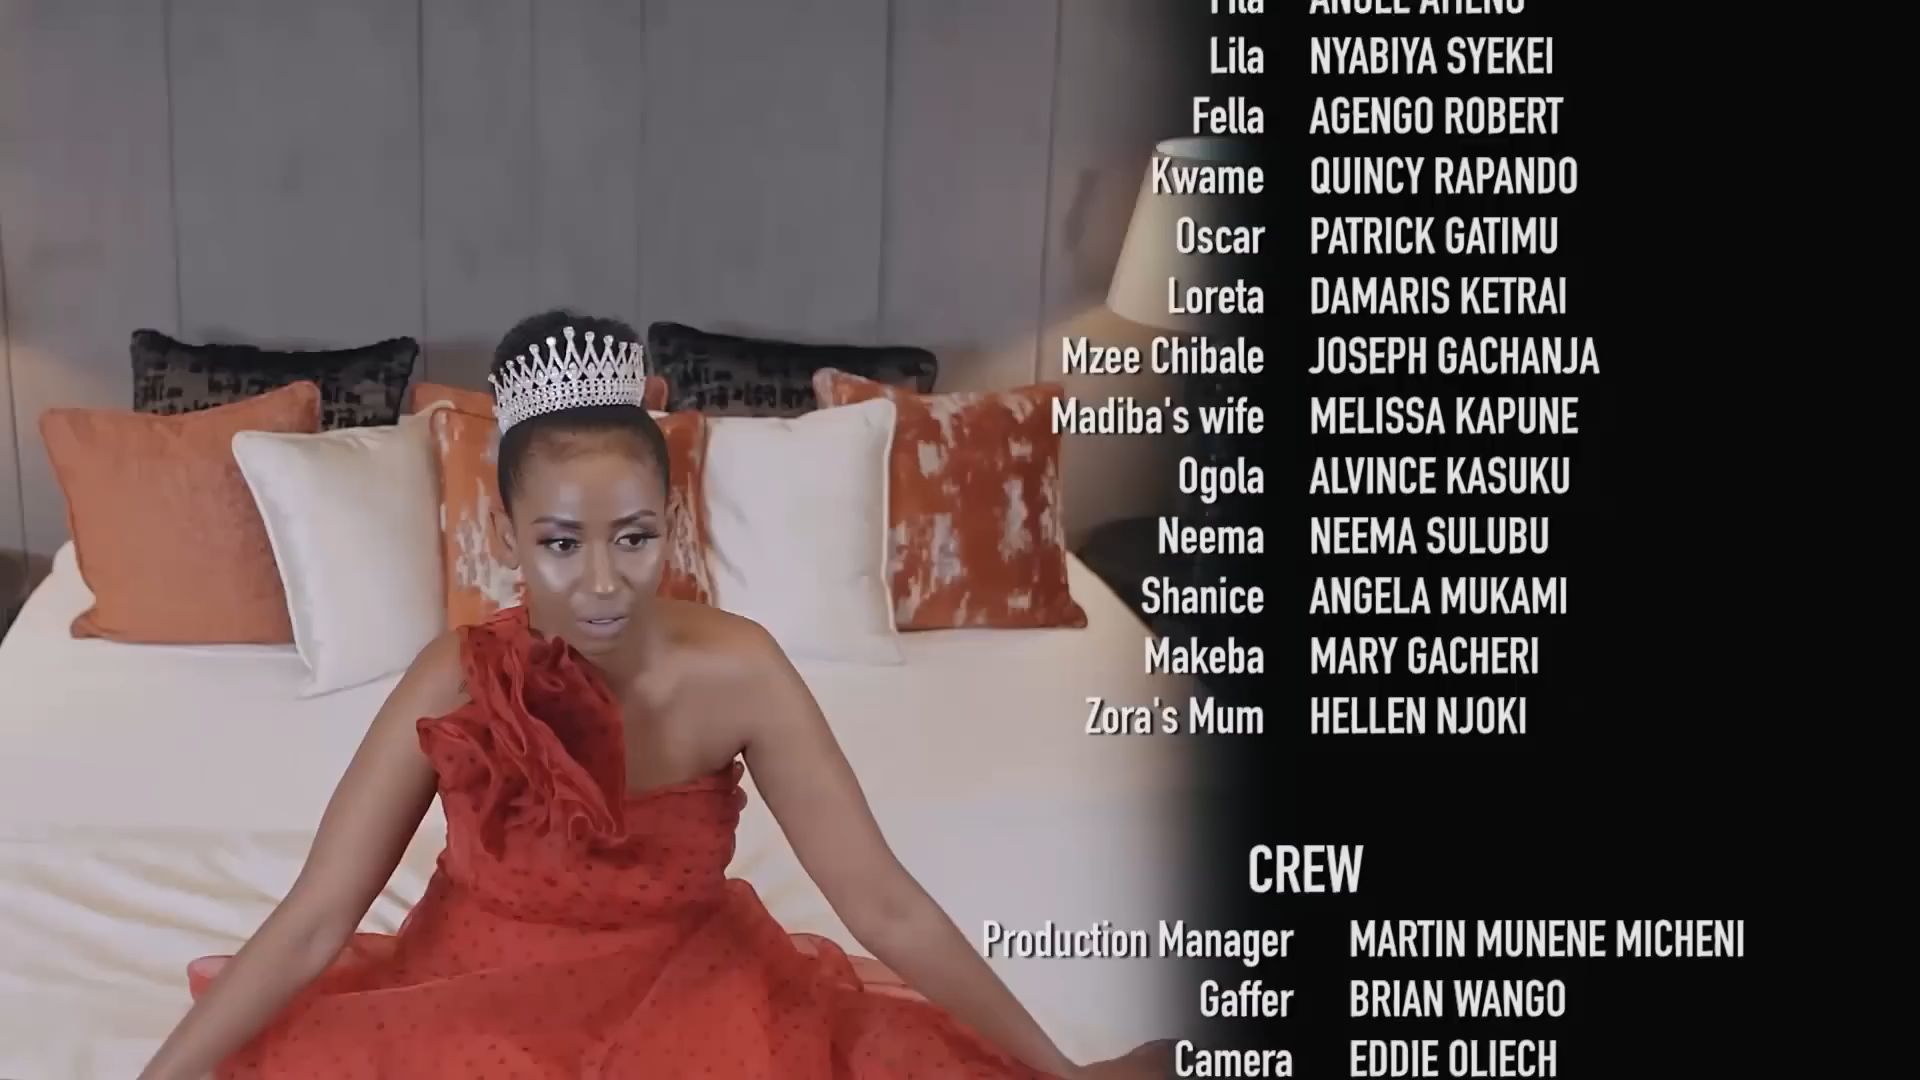 Lila NYABIYA SYEKEI
Fella AGENGO ROBERT
Kwame QUINCY RAPANDO
Oscar PATRICK GATIMU
Loreta DAMARIS KETRAI
Mzee Chibale JOSEPH GACHANJA
Madiba's wife MELISSA KAPUNE
Ogola ALVINCE KASUKU
Neema NEEMA SULUBU
Shanice ANGELA MUKAMI
Makeba MARY GACHERI
Zora's Mum HELLEN NJOKI
CREW
Production Manager MARTIN MUNENE MICHENI
Gaffer BRIAN WANGO
Camera EDDIE OLIECH